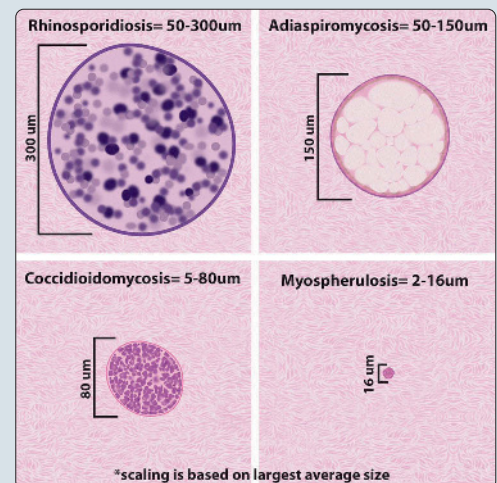 Rhinosporidiosis= 50-300um
300 um
Adiaspiromycosis= 50-150um
150 um
Coccidioidomycosis= 5-80um
80 um
Myospherulosis= 2-16um
16 um
*scaling is based on largest average size